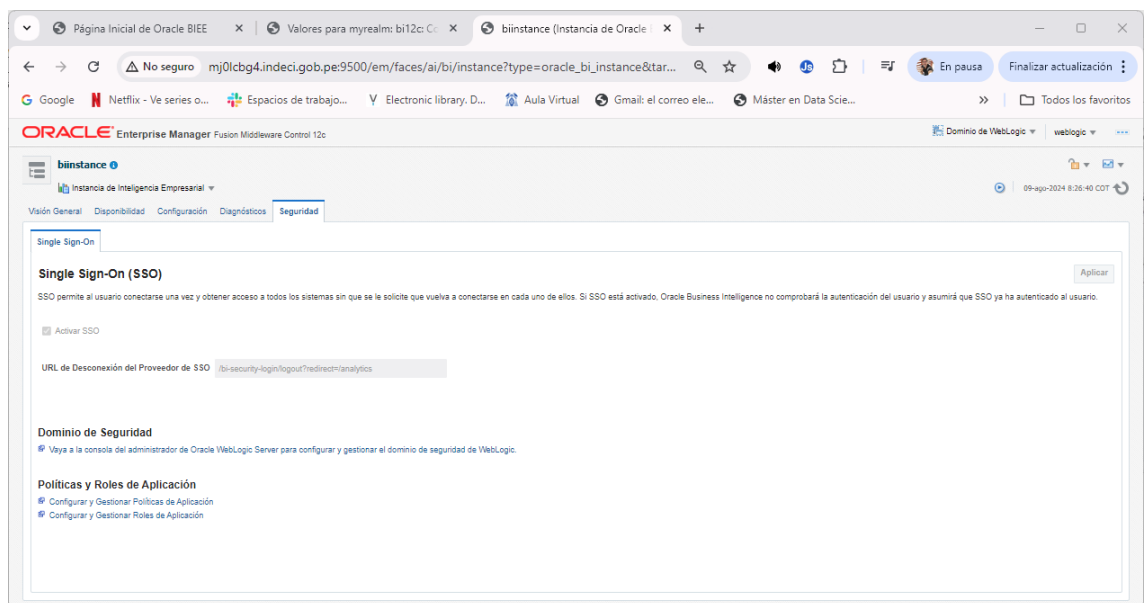 Página Inicial de Oracle BIEE
Valores para myrealm: bi12c: Co
biinstance (Instancia de Oracle
No seguro mj0lcbg4.indeci.gob.pe:9500/em/faces/ai/bi/instance?type=oracle_bi_instance&tar...
En pausa
Finalizar actualización
Google Netflix - Ve series o... Espacios de trabajo... Electronic library. D... Aula Virtual Gmail: el correo ele... Máster en Data Scie... » Todos los favoritos
ORACLE Enterprise Manager Fusion Middleware Control 12c
Dominio de WebLogic weblogic
biinstance
Instancia de Inteligencia Empresarial
09-ago-2024 8:26:40 COT
Visión General Disponibilidad Configuración Diagnósticos Seguridad
Single Sign-On
Single Sign-On (SSO)
Aplicar
SSO permite al usuario conectarse una vez y obtener acceso a todos los sistemas sin que se le solicite que vuelva a conectarse en cada uno de ellos. Si SSO está activado, Oracle Business Intelligence no comprobará la autenticación del usuario y asumirá que SSO ya ha autenticado al usuario.
Activar SSO
URL de Desconexión del Proveedor de SSO /bi-security-login/logout?redirect=/analytics
Dominio de Seguridad
Vaya a la consola del administrador de Oracle WebLogic Server para configurar y gestionar el dominio de seguridad de WebLogic.
Políticas y Roles de Aplicación
Configurar y Gestionar Políticas de Aplicación
Configurar y Gestionar Roles de Aplicación